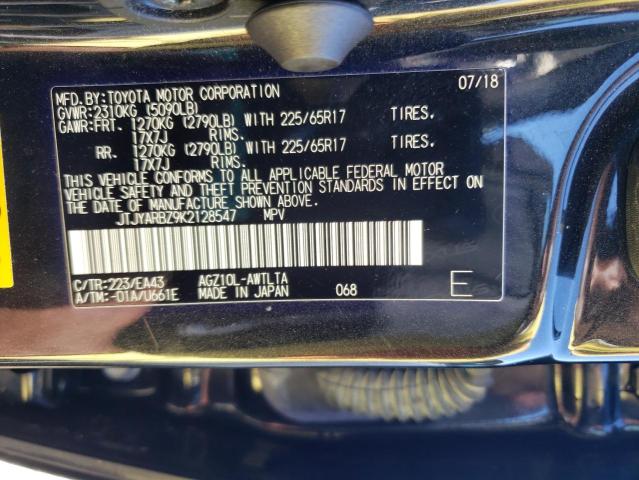 MFD.BY:TOYOTA MOTOR CORPORATION 07/18
GVWR:2310KG (5090LB)
GAWR:FRT. 1270KG (2790LB) WITH 225/65R17 TIRES.
17X7J RIMS.
RR. 1270KG (2790LB) WITH 225/65R17 TIRES.
17X7J RIMS.
THIS VEHICLE CONFORMS TO ALL APPLICABLE FEDERAL MOTOR
VEHICLE SAFETY AND THEFT PREVENTION STANDARDS IN EFFECT ON
THE DATE OF MANUFACTURE SHOWN ABOVE.
JTJYARBZ9K2128547 MPV
C/TR:223/EA43 AGZ10L-AWTLTA
A/TM:-01A/U661E MADE IN JAPAN 068 E